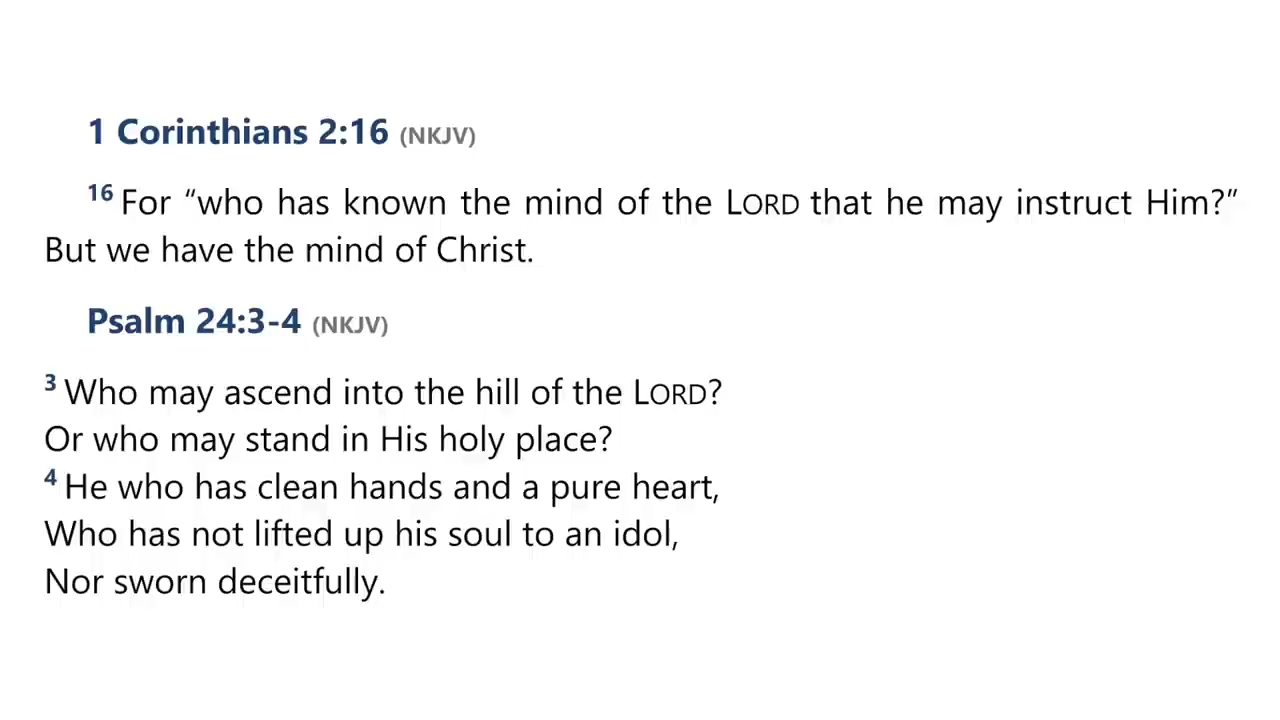 1 Corinthians 2:16 (NKJV)
16 For “who has known the mind of the LORD that he may instruct Him?”
But we have the mind of Christ.
Psalm 24:3-4 (NKJV)
3 Who may ascend into the hill of the LORD?
Or who may stand in His holy place?
4 He who has clean hands and a pure heart,
Who has not lifted up his soul to an idol,
Nor sworn deceitfully.